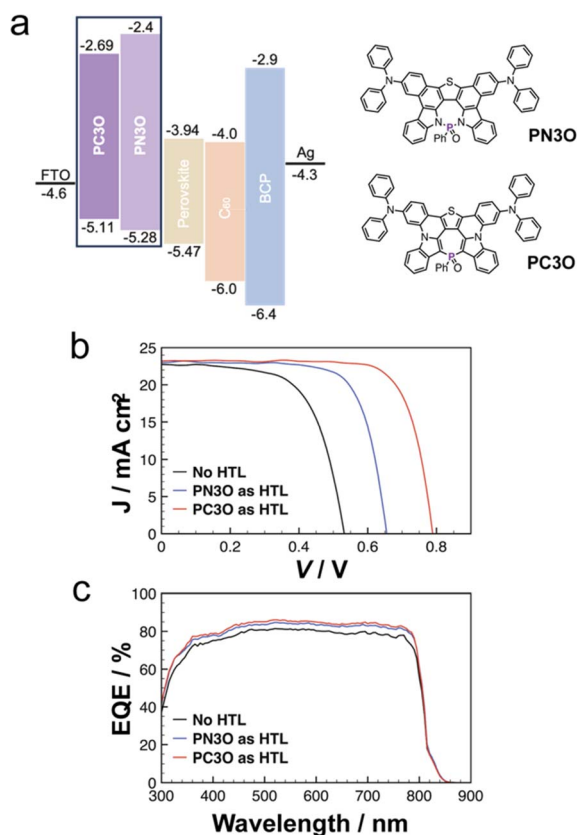 a
-2.69
-2.4
PC3O
PN3O
-3.94
-4.0
-2.9
FTO
-4.6
Perovskite
C60
BCP
Ag
-4.3
-5.11
-5.28
-5.47
-6.0
-6.4
N
S
N
N
P
N
Ph
O
PN3O
N
S
N
N
N
P
Ph
O
PC3O
b
25
20
15
10
5
0
J / mA cm²
No HTL
PN3O as HTL
PC3O as HTL
0 0.2 0.4 0.6 0.8
V / V
c
100
80
60
40
20
0
EQE / %
No HTL
PN3O as HTL
PC3O as HTL
300 400 500 600 700 800 900
Wavelength / nm